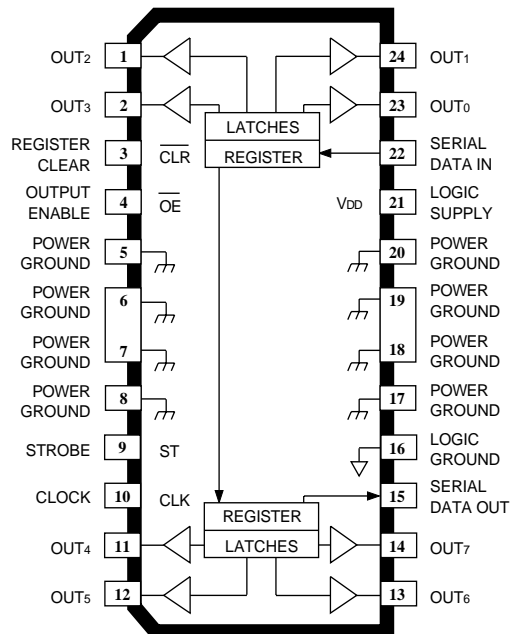 OUT2 1 24 OUT1
OUT3 2 23 OUT0
LATCHES
REGISTER
REGISTER CLEAR 3 CLR 22 SERIAL DATA IN
OUTPUT ENABLE 4 OE VDD 21 LOGIC SUPPLY
POWER GROUND 5 20 POWER GROUND
POWER GROUND 6 19 POWER GROUND
POWER GROUND 7 18 POWER GROUND
POWER GROUND 8 17 POWER GROUND
STROBE 9 ST 16 LOGIC GROUND
CLOCK 10 CLK 15 SERIAL DATA OUT
REGISTER
LATCHES
OUT4 11 14 OUT7
OUT5 12 13 OUT6